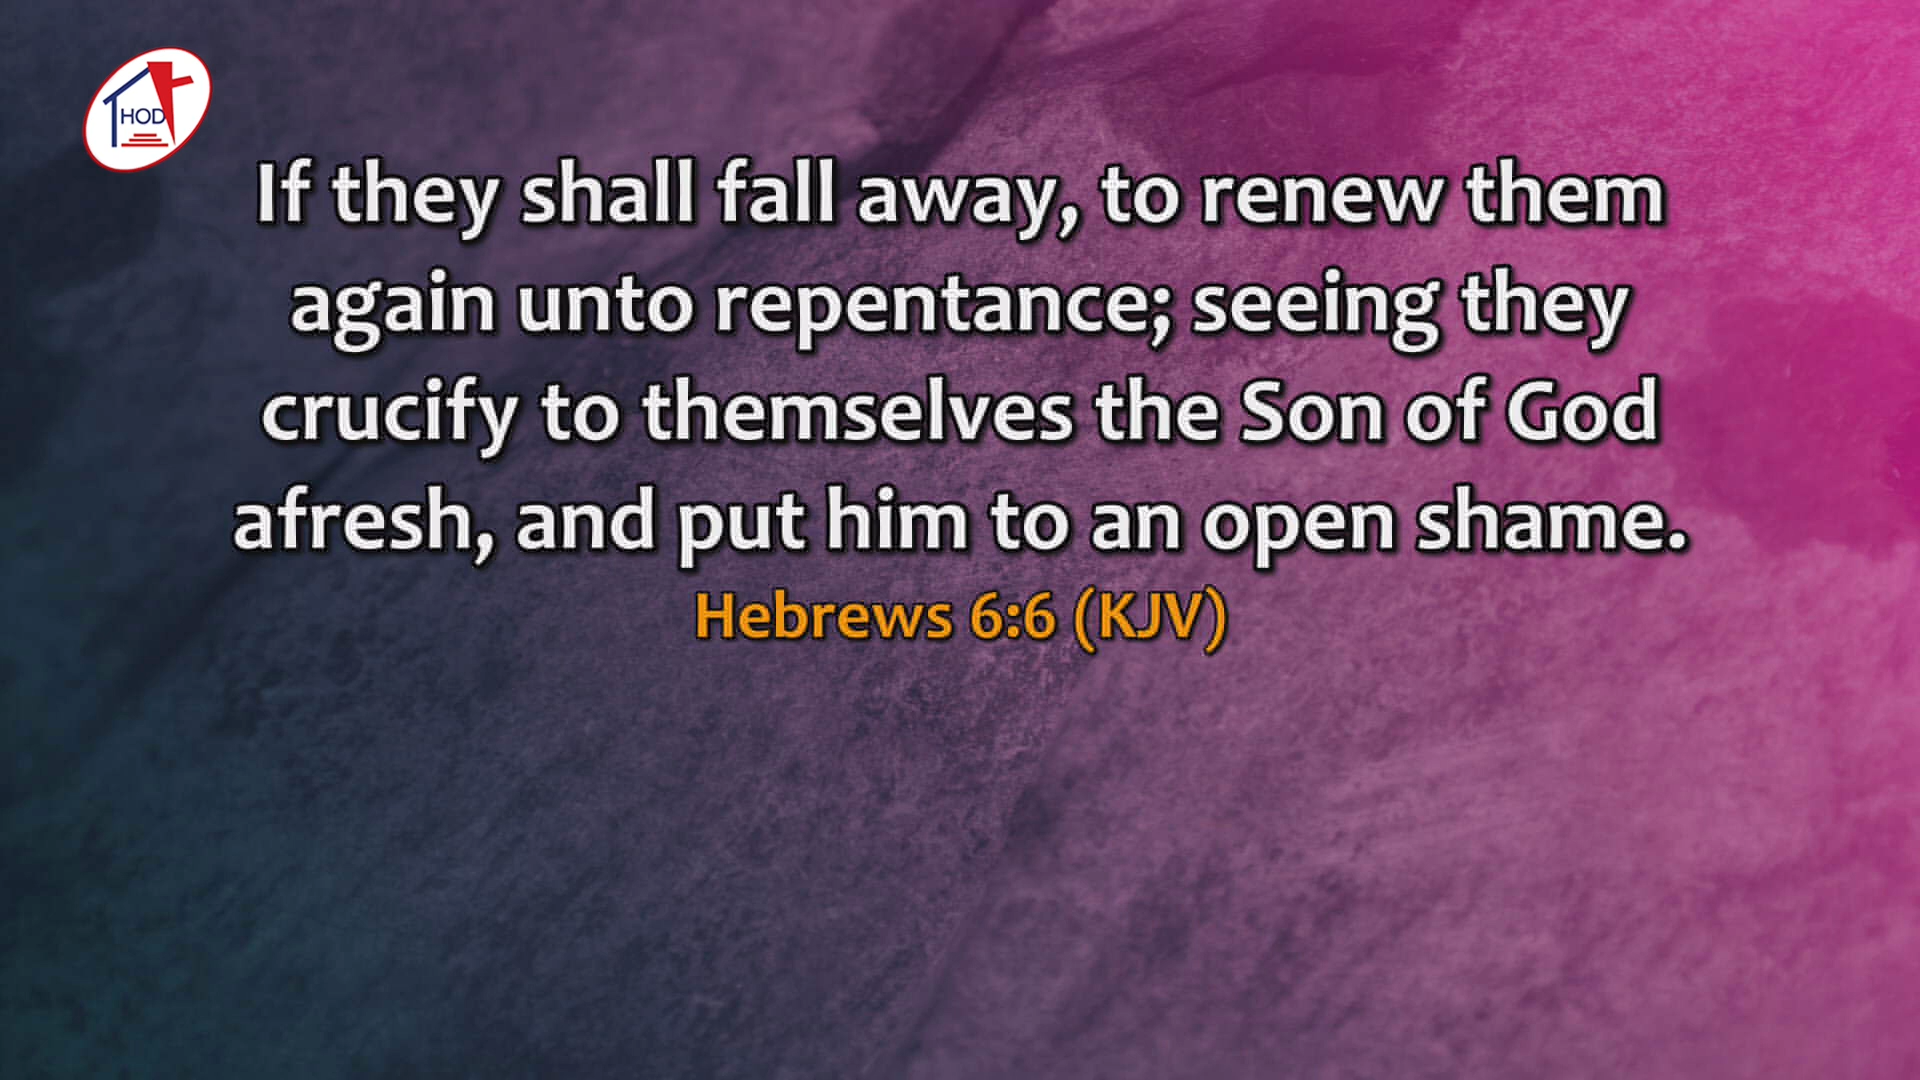 HOD
If they shall fall away, to renew them
again unto repentance; seeing they
crucify to themselves the Son of God
afresh, and put him to an open shame.
Hebrews 6:6 (KJV)